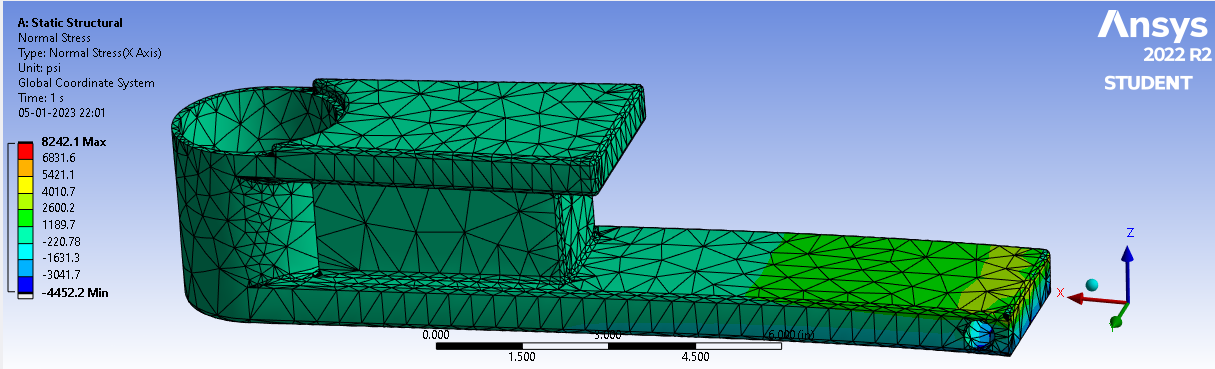 A: Static Structural
Normal Stress
Type: Normal Stress(X Axis)
Unit: psi
Global Coordinate System
Time: 1 s
05-01-2023 22:01
8242.1 Max
6831.6
5421.1
4010.7
2600.2
1189.7
-220.78
-1631.3
-3041.7
-4452.2 Min
Ansys
2022 R2
STUDENT
Z
X
Y
0.000 3.000 6.000 (in)
1.500 4.500